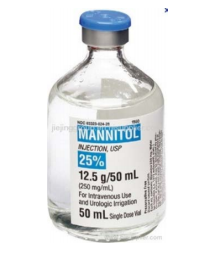 MANNITOL
INJECTION, USP
25%
12.5 g/50 mL
(250 mg/mL)
For Intravenous Use
and Urologic Irrigation
50 mL Single Dose Vial